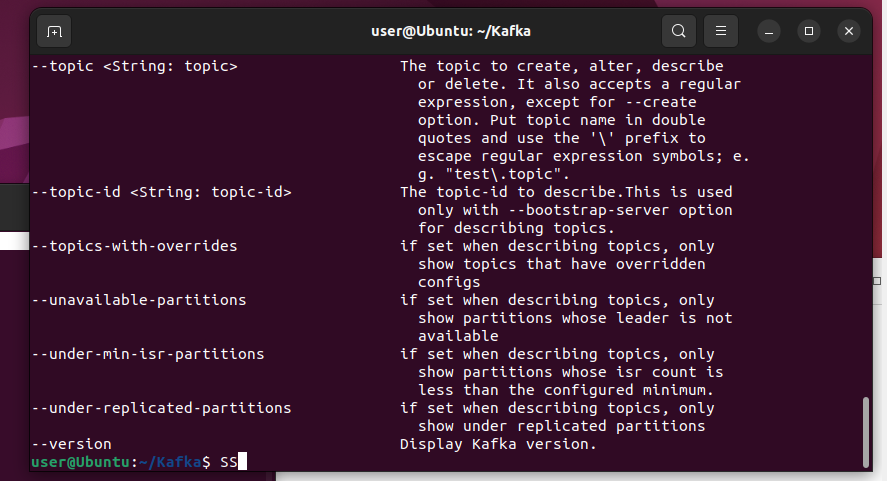 user@Ubuntu: ~/Kafka
--topic <String: topic> The topic to create, alter, describe
or delete. It also accepts a regular
expression, except for --create
option. Put topic name in double
quotes and use the '\' prefix to
escape regular expression symbols; e.
g. "test\.topic".
--topic-id <String: topic-id> The topic-id to describe.This is used
only with --bootstrap-server option
for describing topics.
--topics-with-overrides if set when describing topics, only
show topics that have overridden
configs
--unavailable-partitions if set when describing topics, only
show partitions whose leader is not
available
--under-min-isr-partitions if set when describing topics, only
show partitions whose isr count is
less than the configured minimum.
--under-replicated-partitions if set when describing topics, only
show under replicated partitions
--version Display Kafka version.
user@Ubuntu:~/Kafka$ SS